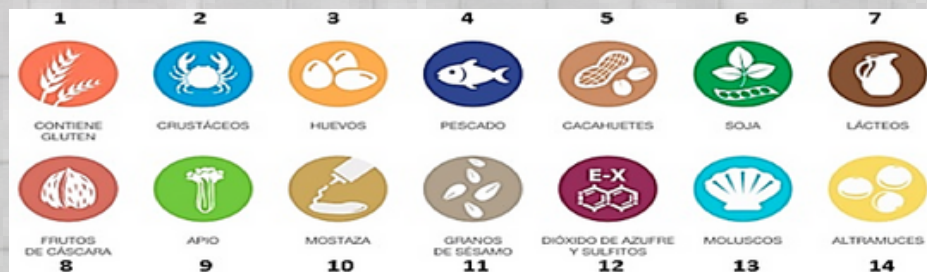 1 2 3 4 5 6 7
CONTIENE GLUTEN
CRUSTÁCEOS
HUEVOS
PESCADO
CACAHUETES
SOJA
LÁCTEOS
E-X
FRUTOS DE CÁSCARA
APIO
MOSTAZA
GRANOS DE SÉSAMO
DIÓXIDO DE AZUFRE Y SULFITOS
MOLUSCOS
ALTRAMUCES
8 9 10 11 12 13 14